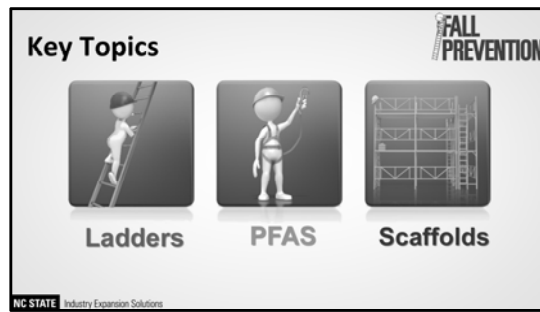 Key Topics
FALL
PREVENTION
Ladders
PFAS
Scaffolds
NC STATE Industry Expansion Solutions